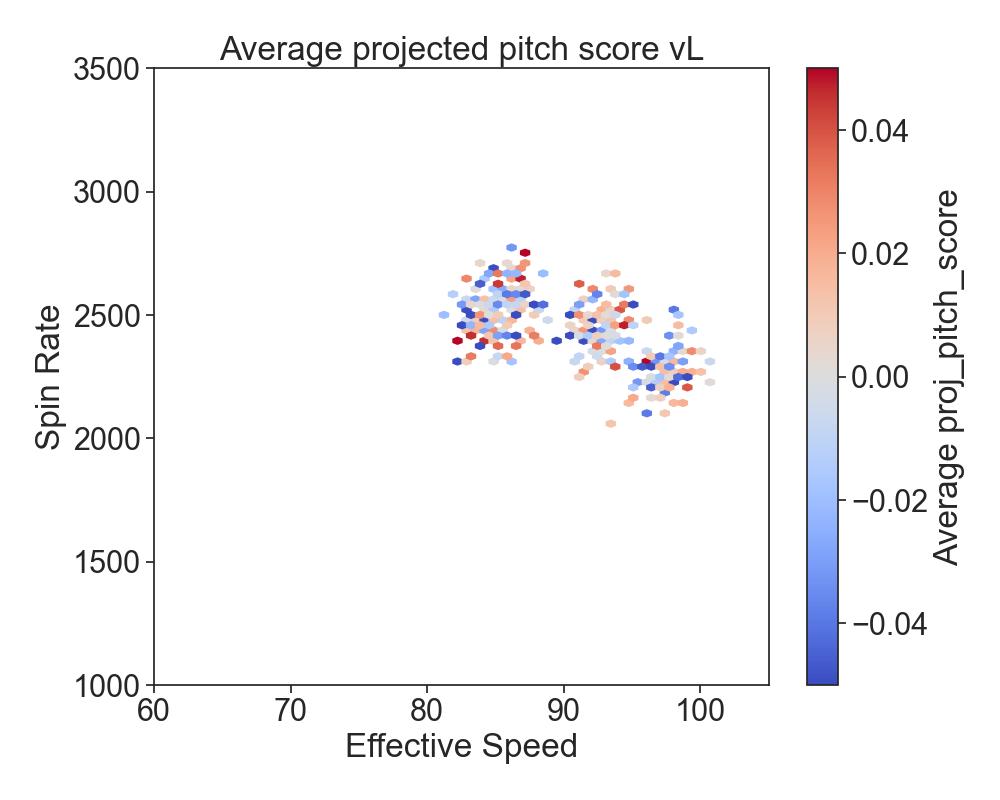 Average projected pitch score vL
3500
3000
2500
2000
1500
1000
Spin Rate
60 70 80 90 100
Effective Speed
0.04
0.02
0.00
−0.02
−0.04
Average proj_pitch_score